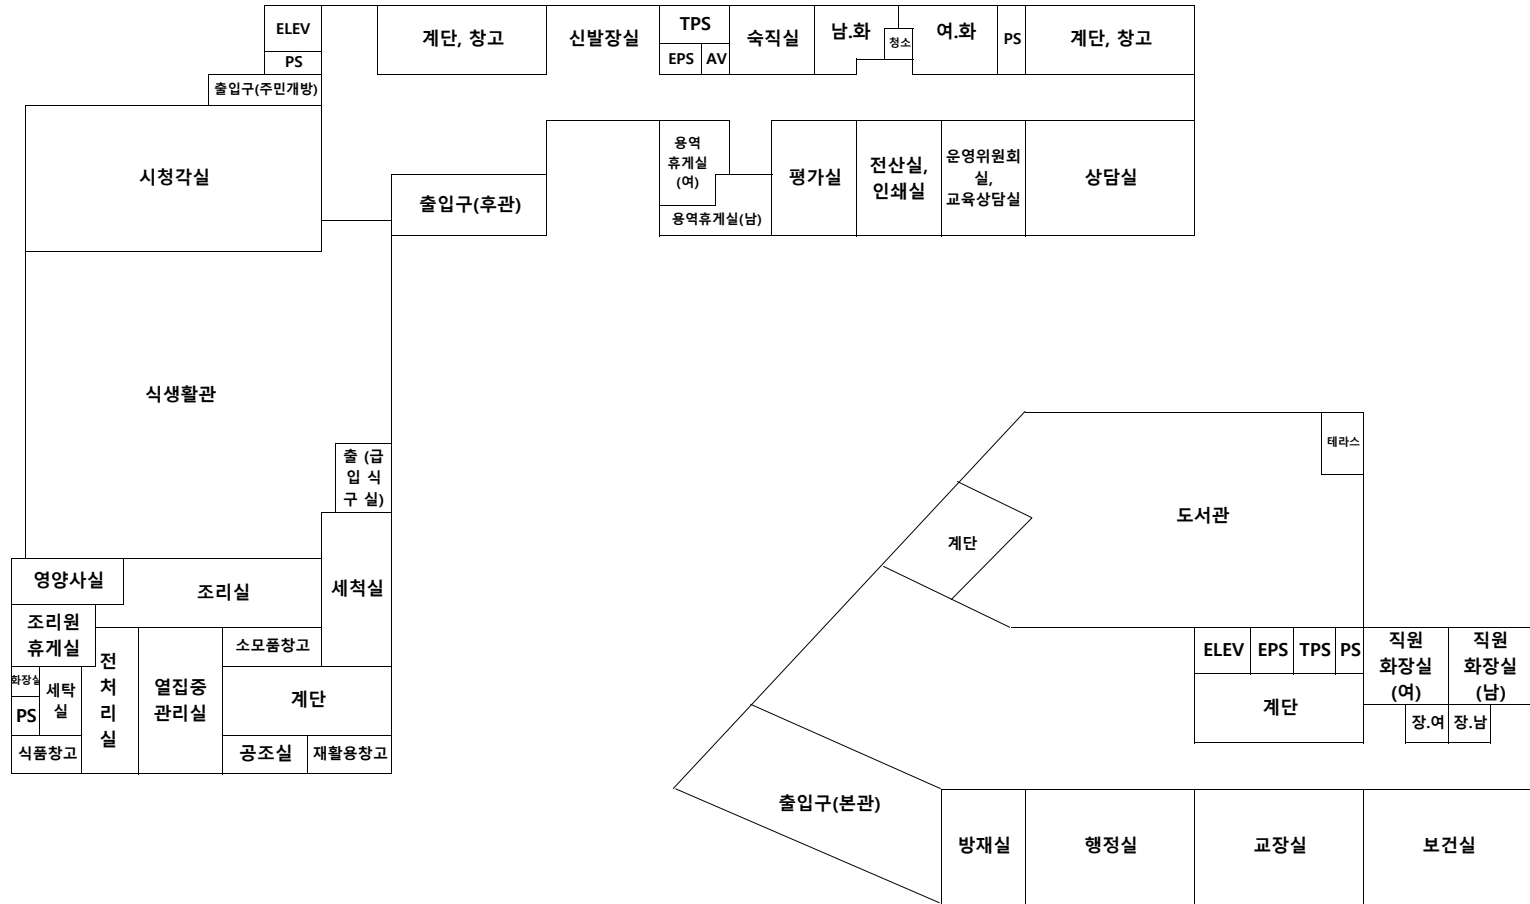 ELEV
PS
출입구(주민개방)
계단, 창고
신발장실
TPS
EPS
AV
숙직실
남.화
청소
여.화
PS
계단, 창고
시청각실
출입구(후관)
용역
휴게실
(여)
용역휴게실(남)
평가실
전산실,
인쇄실
운영위원회
실,
교육상담실
상담실
식생활관
출 (급
입 식
구 실)
영양사실
조리실
세척실
조리원
휴게실
전
처
리
실
열집중
관리실
소모품창고
화장실
세탁
실
PS
계단
식품창고
공조실
재활용창고
테라스
도서관
계단
ELEV
EPS
TPS
PS
직원
화장실
(여)
직원
화장실
(남)
계단
장.여
장.남
출입구(본관)
방재실
행정실
교장실
보건실